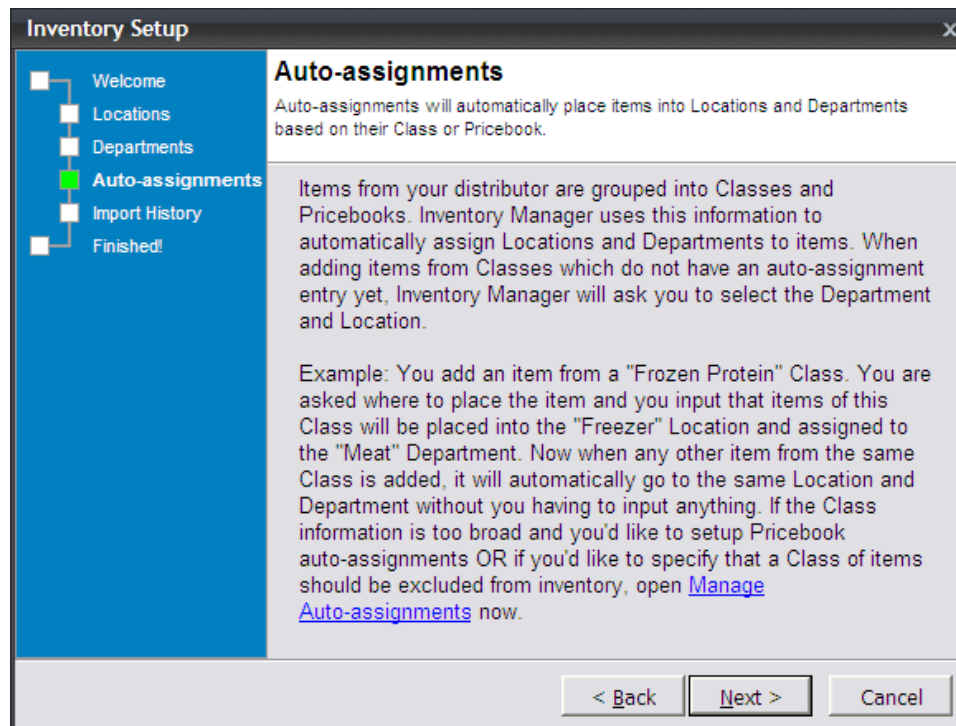 Inventory Setup
x
Welcome
Locations
Departments
Auto-assignments
Import History
Finished!
Auto-assignments
Auto-assignments will automatically place items into Locations and Departments
based on their Class or Pricebook.
Items from your distributor are grouped into Classes and
Pricebooks. Inventory Manager uses this information to
automatically assign Locations and Departments to items. When
adding items from Classes which do not have an auto-assignment
entry yet, Inventory Manager will ask you to select the Department
and Location.
Example: You add an item from a "Frozen Protein" Class. You are
asked where to place the item and you input that items of this
Class will be placed into the "Freezer" Location and assigned to
the "Meat" Department. Now when any other item from the same
Class is added, it will automatically go to the same Location and
Department without you having to input anything. If the Class
information is too broad and you'd like to setup Pricebook
auto-assignments OR if you'd like to specify that a Class of items
should be excluded from inventory, open Manage
Auto-assignments now.
< Back
Next >
Cancel